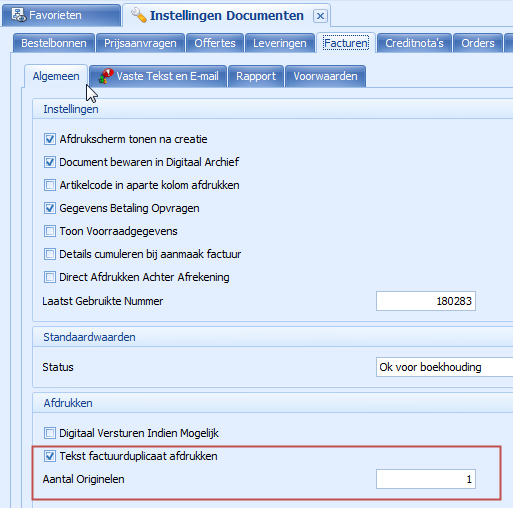 Favorieten Instellingen Documenten
Bestelbonnen Prijsaanvragen Offertes Leveringen Facturen Creditnota's Orders
Algemeen Vaste Tekst en E-mail Rapport Voorwaarden
Instellingen
Afdrukscherm tonen na creatie
Document bewaren in Digitaal Archief
Artikelcode in aparte kolom afdrukken
Gegevens Betaling Opvragen
Toon Voorraadgegevens
Details cumuleren bij aanmaak factuur
Direct Afdrukken Achter Afrekening
Laatst Gebruikte Nummer 180283
Standaardwaarden
Status Ok voor boekhouding
Afdrukken
Digitaal Versturen Indien Mogelijk
Tekst factuurduplicaat afdrukken
Aantal Originelen 1